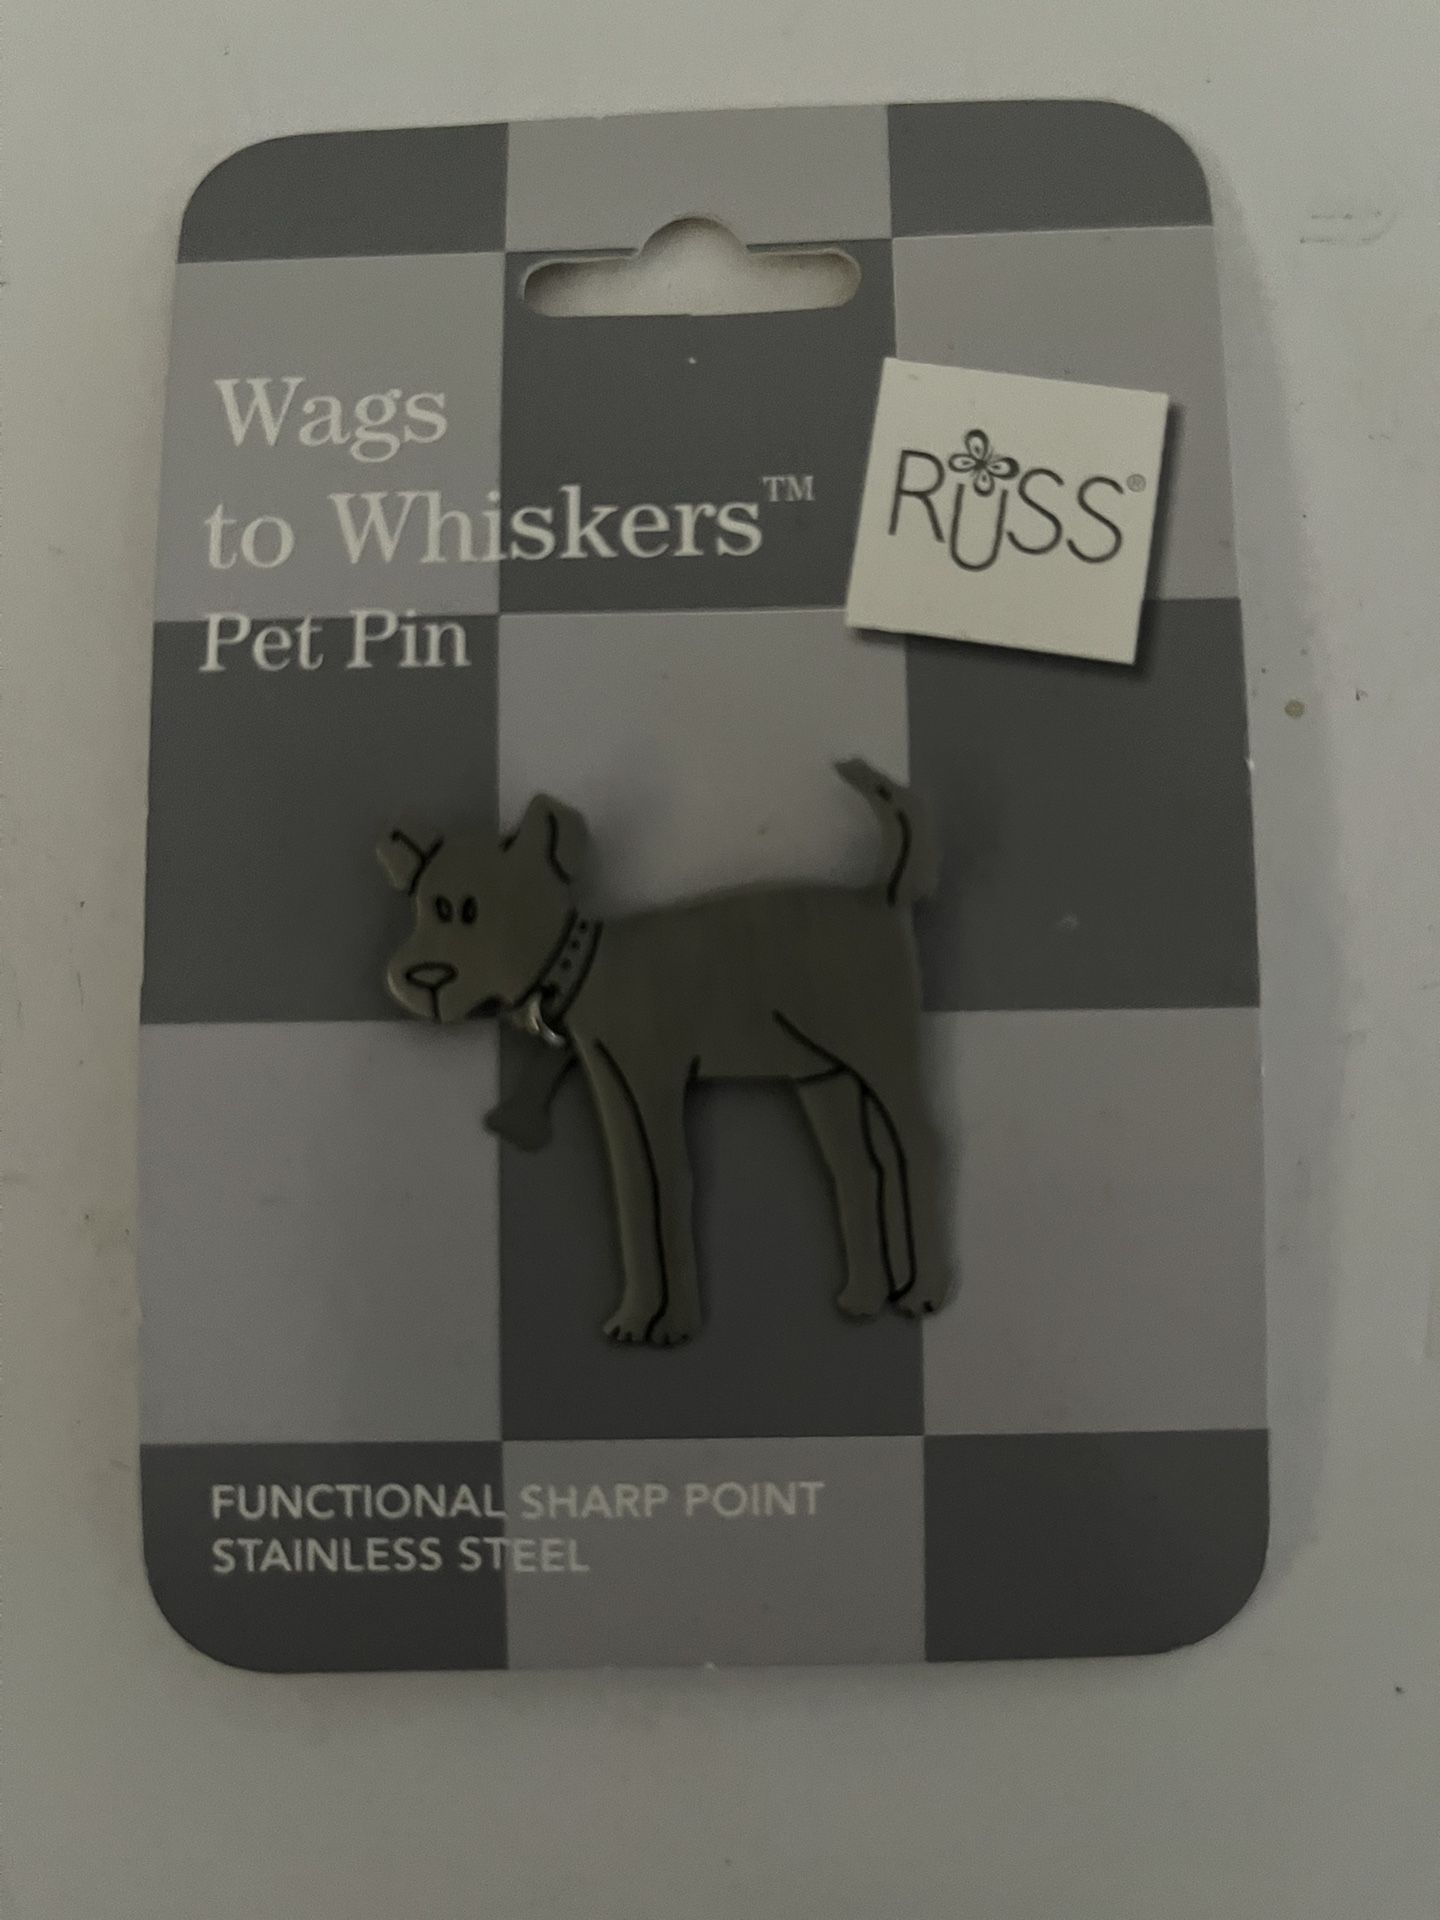 Wags
to Whiskers™
Pet Pin
RUSS®
FUNCTIONAL SHARP POINT
STAINLESS STEEL